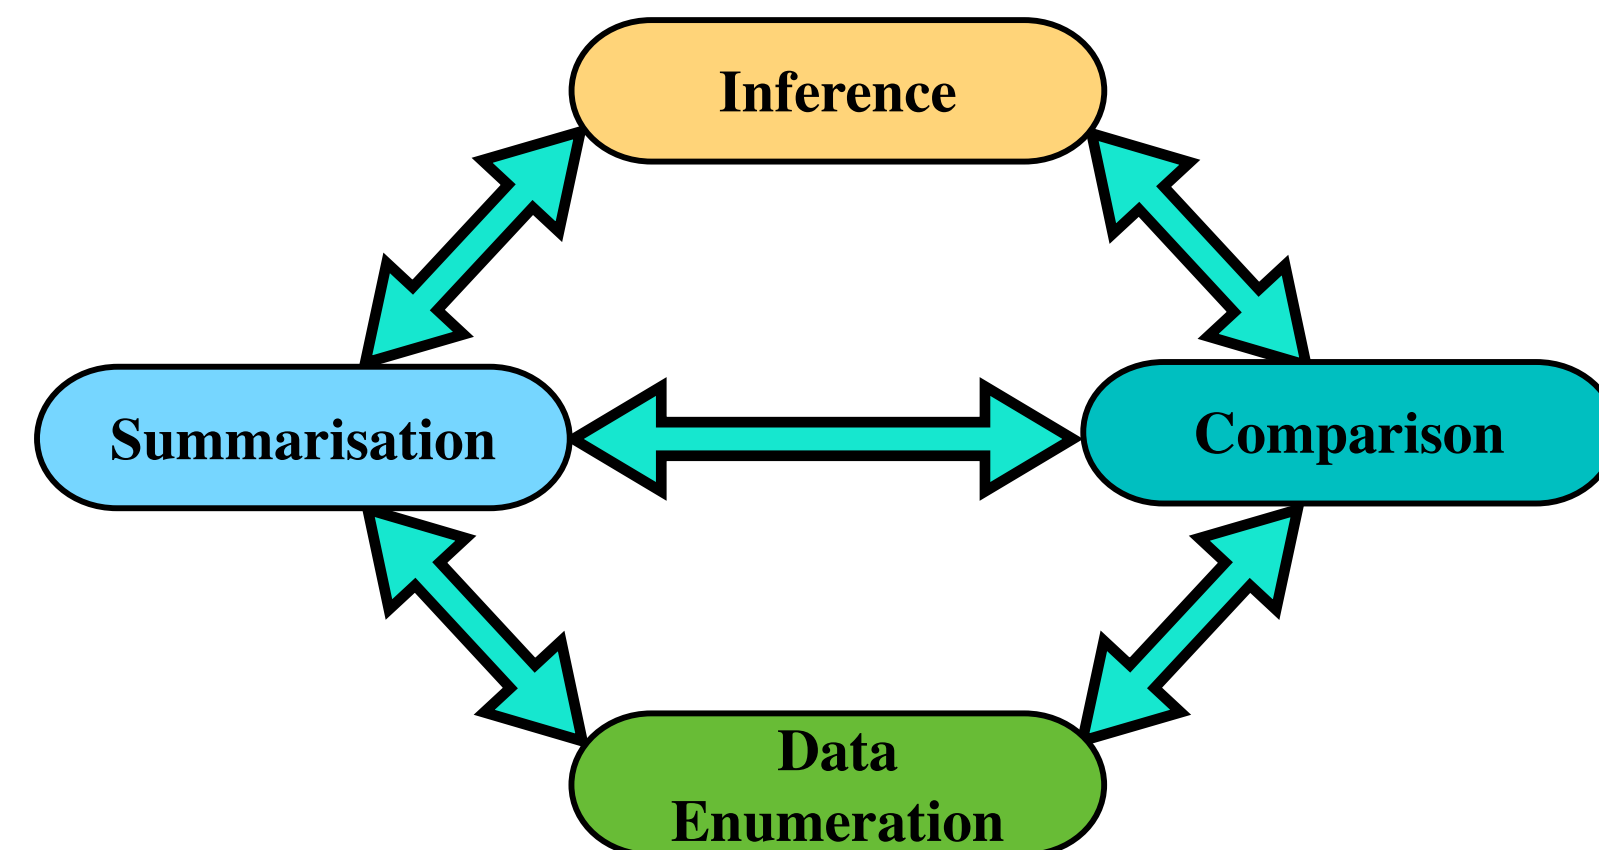 Inference
Summarisation
Comparison
Data
Enumeration